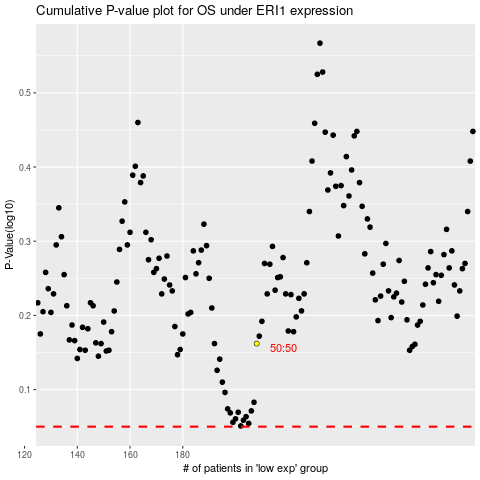 Cumulative P-value plot for OS under ERI1 expression
P-Value(log10)
0.5
0.4
0.3
0.2
0.1
50:50
120 140 160 180
# of patients in 'low exp' group